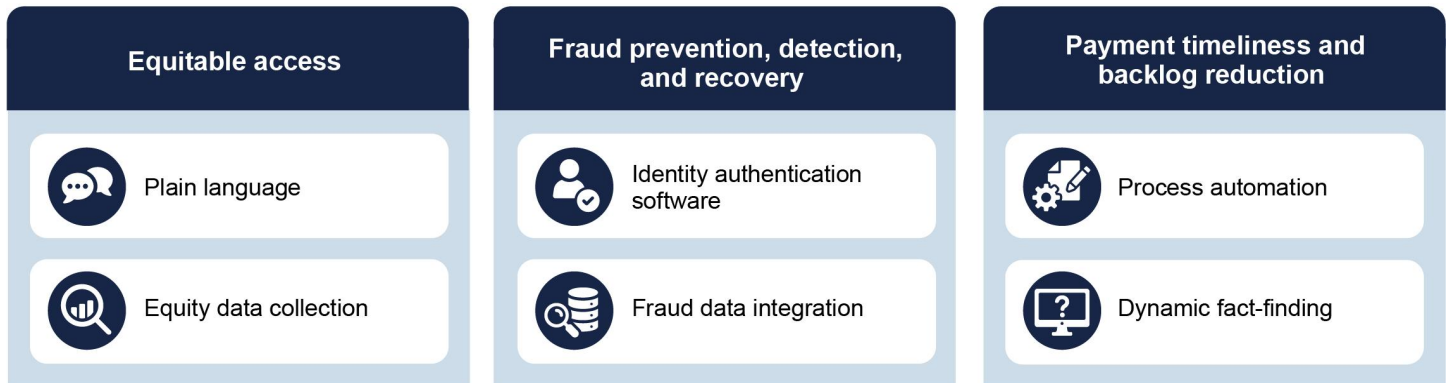 Equitable access
Plain language
Equity data collection
Fraud prevention, detection,
and recovery
Identity authentication
software
Fraud data integration
Payment timeliness and
backlog reduction
Process automation
?
Dynamic fact-finding